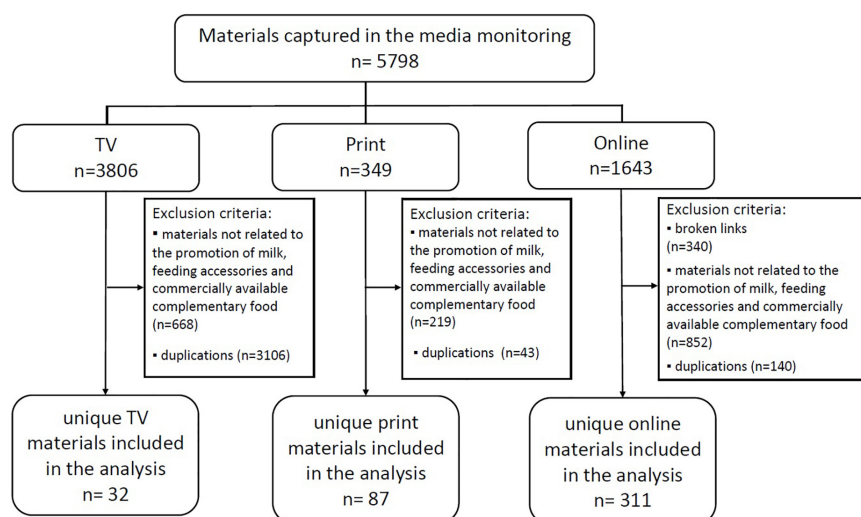 Materials captured in the media monitoring
n= 5798
TV
n=3806
Print
n=349
Online
n=1643
Exclusion criteria:
▪ materials not related to
the promotion of milk,
feeding accessories and
commercially available
complementary food
(n=668)
▪ duplications (n=3106)
Exclusion criteria:
▪ materials not related to
the promotion of milk,
feeding accessories and
commercially available
complementary food
(n=219)
▪ duplications (n=43)
Exclusion criteria:
▪ broken links
(n=340)
▪ materials not related to the
promotion of milk, feeding
accessories and commercially
available complementary food
(n=852)
▪ duplications (n=140)
unique TV
materials included
in the analysis
n= 32
unique print
materials included
in the analysis
n= 87
unique online
materials included
in the analysis
n= 311